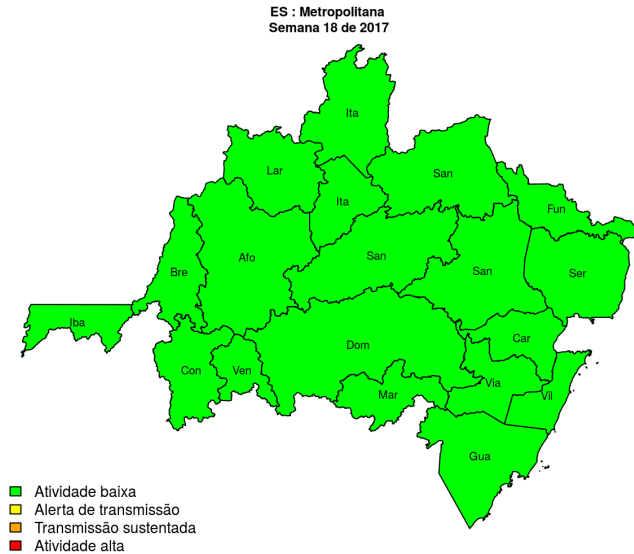 ES : Metropolitana
Semana 18 de 2017
Ita
Lar
San
Ita
Fun
Afo
San
San
Ser
Bre
Iba
Car
Dom
Con
Ven
Via
Mar
Vil
Gua
Atividade baixa
Alerta de transmissão
Transmissão sustentada
Atividade alta